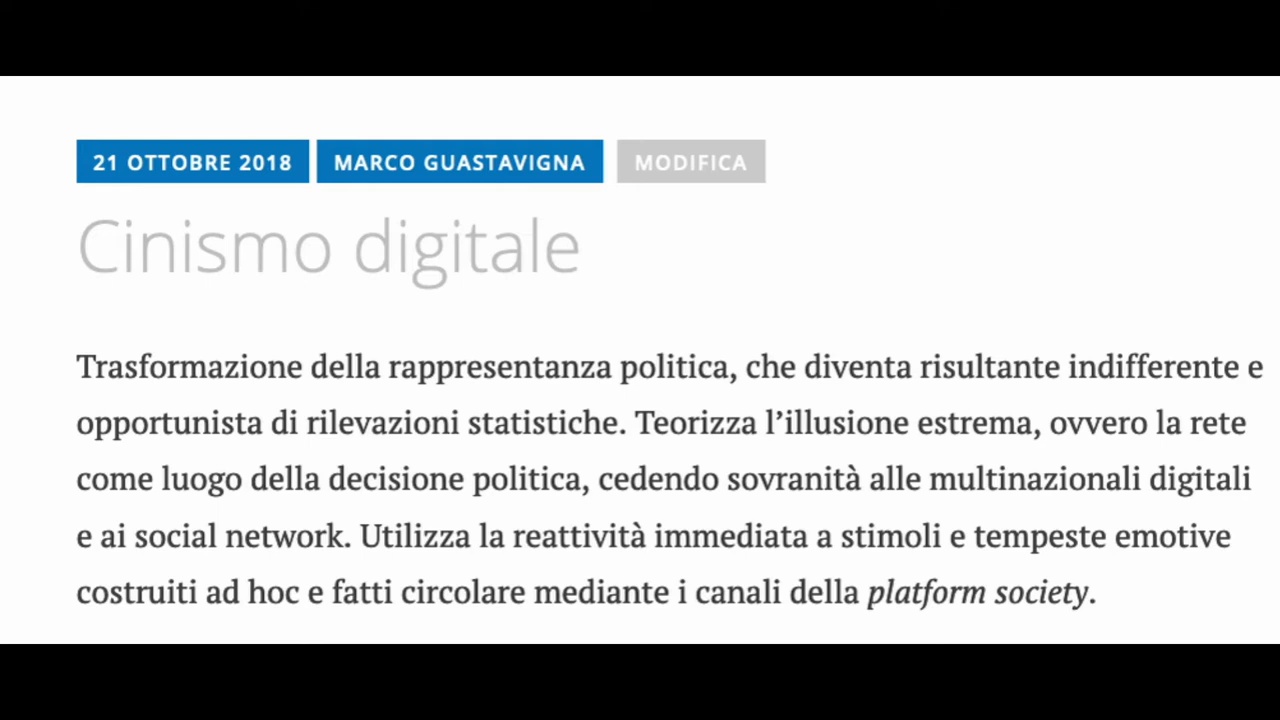 21 OTTOBRE 2018 MARCO GUASTAVIGNA MODIFICA
Cinismo digitale
Trasformazione della rappresentanza politica, che diventa risultante indifferente e
opportunista di rilevazioni statistiche. Teorizza l’illusione estrema, ovvero la rete
come luogo della decisione politica, cedendo sovranità alle multinazionali digitali
e ai social network. Utilizza la reattività immediata a stimoli e tempeste emotive
costruiti ad hoc e fatti circolare mediante i canali della platform society.